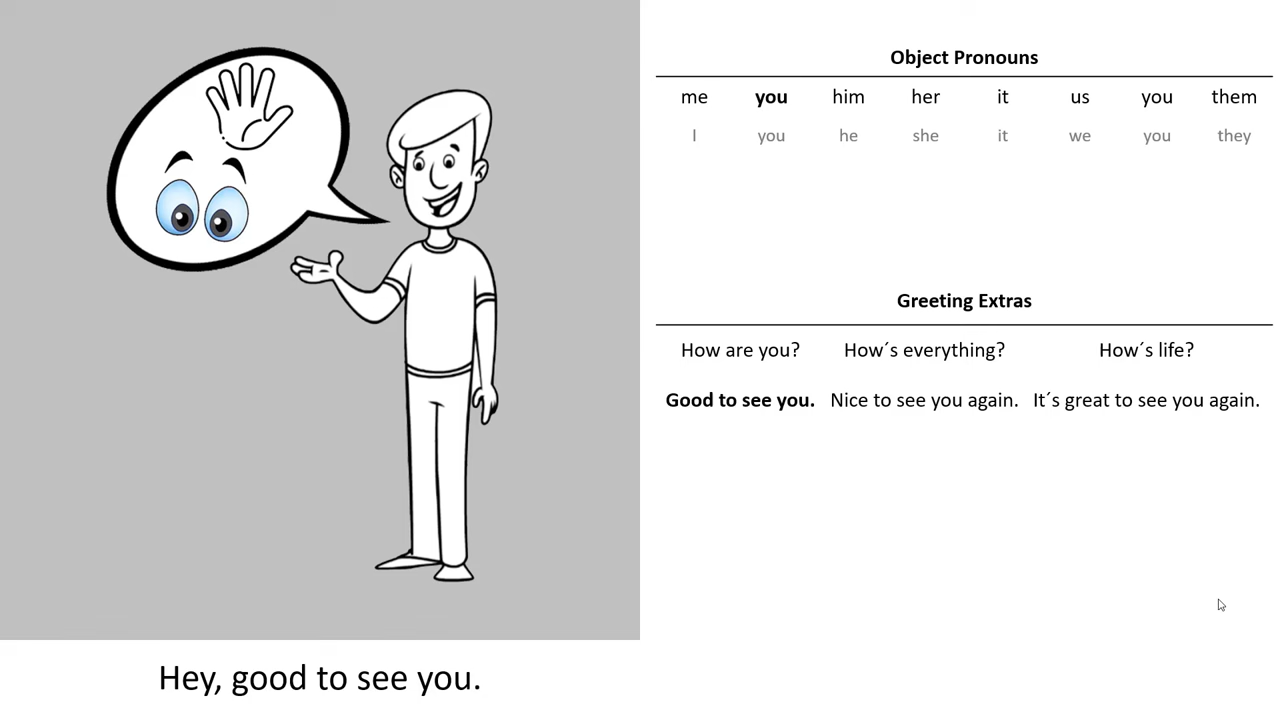 Object Pronouns
me you him her it us you them
I you he she it we you they
Greeting Extras
How are you? How´s everything? How´s life?
Good to see you. Nice to see you again. It´s great to see you again.
Hey, good to see you.